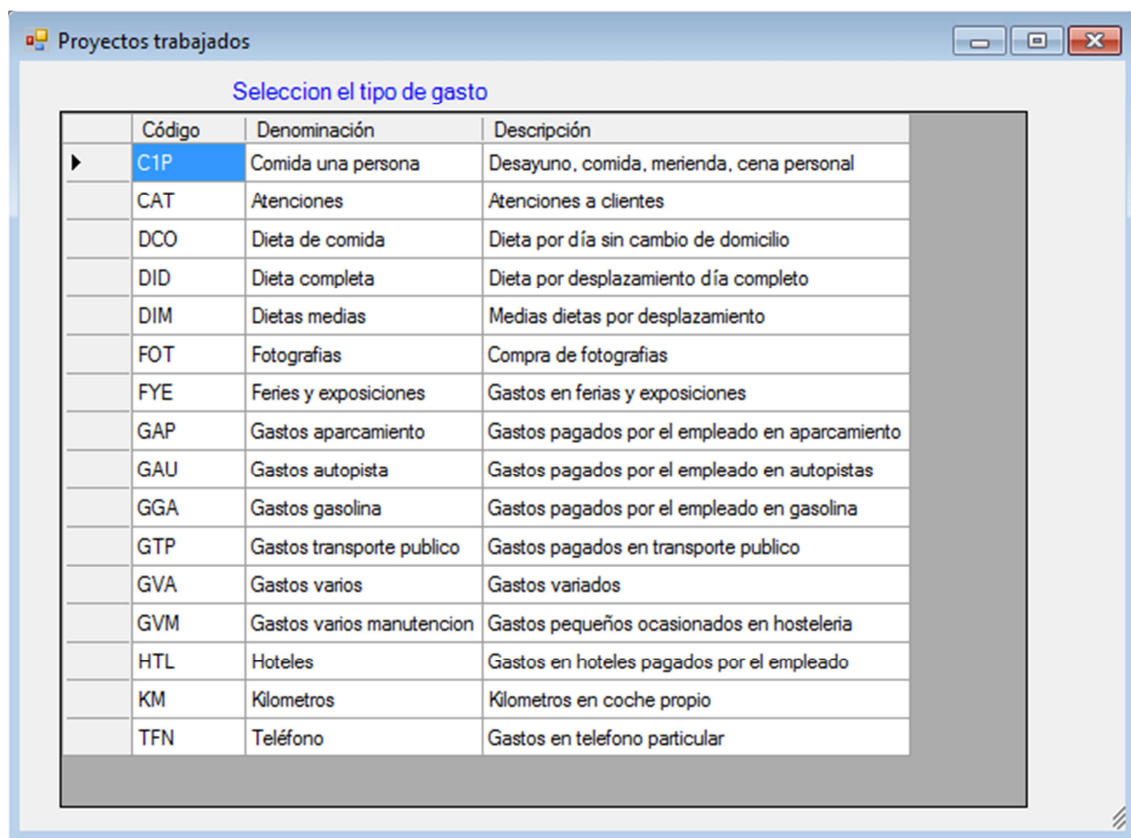 Proyectos trabajados
Seleccion el tipo de gasto
Código Denominación Descripción
C1P Comida una persona Desayuno, comida, merienda, cena personal
CAT Atenciones Atenciones a clientes
DCO Dieta de comida Dieta por día sin cambio de domicilio
DID Dieta completa Dieta por desplazamiento día completo
DIM Dietas medias Medias dietas por desplazamiento
FOT Fotografias Compra de fotografias
FYE Feries y exposiciones Gastos en ferias y exposiciones
GAP Gastos aparcamiento Gastos pagados por el empleado en aparcamiento
GAU Gastos autopista Gastos pagados por el empleado en autopistas
GGA Gastos gasolina Gastos pagados por el empleado en gasolina
GTP Gastos transporte publico Gastos pagados en transporte publico
GVA Gastos varios Gastos variados
GVM Gastos varios manutencion Gastos pequeños ocasionados en hosteleria
HTL Hoteles Gastos en hoteles pagados por el empleado
KM Kilometros Kilometros en coche propio
TFN Teléfono Gastos en telefono particular